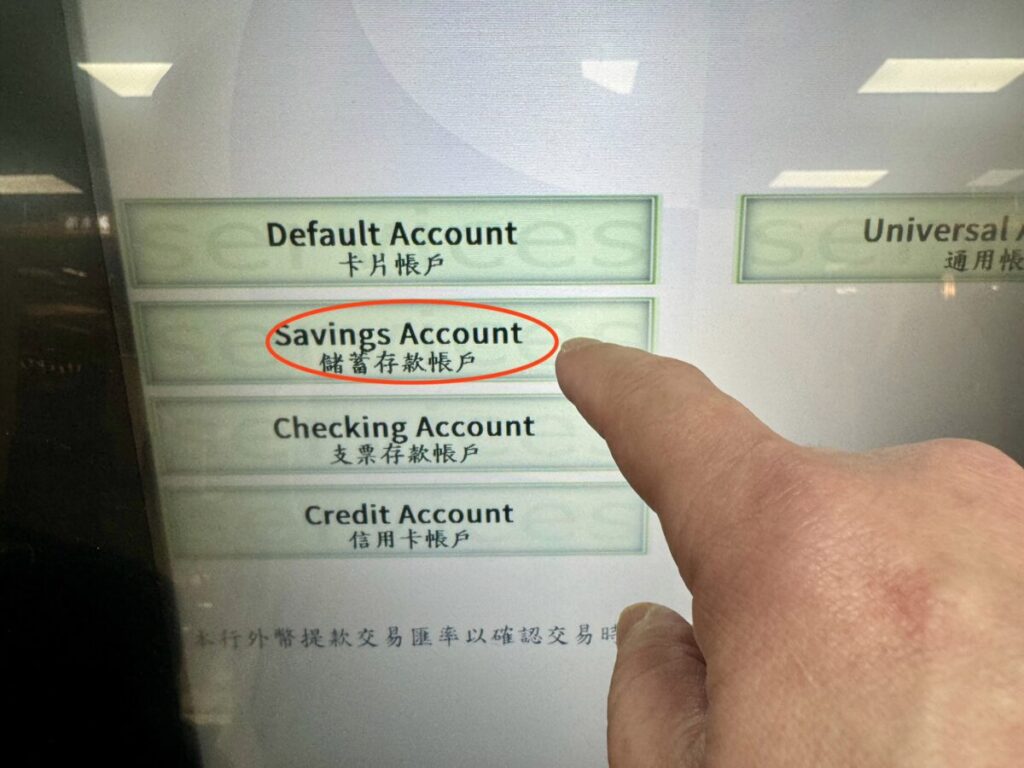 Default Account
卡片帳戶
Savings Account
儲蓄存款帳戶
Checking Account
支票存款帳戶
Credit Account
信用卡帳戶
Universal
通用帳
本行外幣提款交易匯率以確認交易時